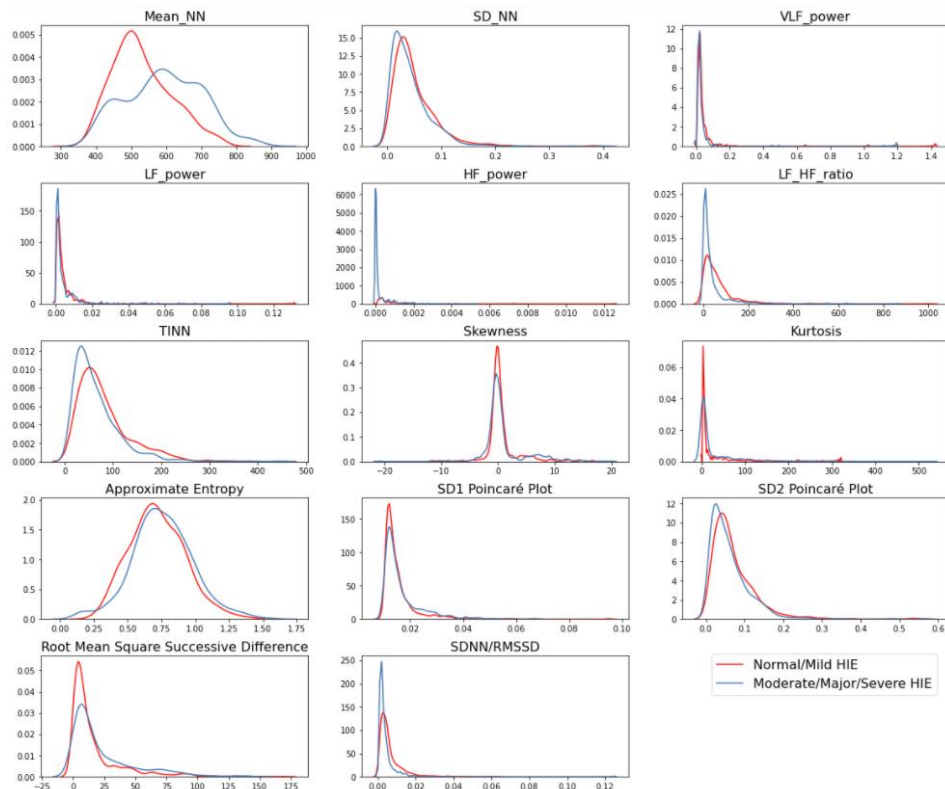 Mean_NN
SD_NN
VLF_power
0.005
0.004
0.003
0.002
0.001
0.000
300 400 500 600 700 800 900 1000
15.0
12.5
10.0
7.5
5.0
2.5
0.0
0.0 0.1 0.2 0.3 0.4
12
10
8
6
4
2
0
0.0 0.2 0.4 0.6 0.8 1.0 1.2 1.4
LF_power
HF_power
LF_HF_ratio
150
100
50
0
0.00 0.02 0.04 0.06 0.08 0.10 0.12
6000
5000
4000
3000
2000
1000
0
0.000 0.002 0.004 0.006 0.008 0.010 0.012
0.025
0.020
0.015
0.010
0.005
0.000
0 200 400 600 800 1000
TINN
Skewness
Kurtosis
0.012
0.010
0.008
0.006
0.004
0.002
0.000
0 100 200 300 400 500
0.4
0.3
0.2
0.1
0.0
−20 −10 0 10 20
0.06
0.04
0.02
0.00
0 100 200 300 400 500
Approximate Entropy
SD1 Poincaré Plot
SD2 Poincaré Plot
2.0
1.5
1.0
0.5
0.0
0.00 0.25 0.50 0.75 1.00 1.25 1.50 1.75
150
100
50
0
0.02 0.04 0.06 0.08 0.10
12
10
8
6
4
2
0
0.0 0.1 0.2 0.3 0.4 0.5 0.6
Root Mean Square Successive Difference
SDNN/RMSSD
0.05
0.04
0.03
0.02
0.01
0.00
−25 0 25 50 75 100 125 150 175
250
200
150
100
50
0
0.00 0.02 0.04 0.06 0.08 0.10 0.12
Normal/Mild HIE
Moderate/Major/Severe HIE